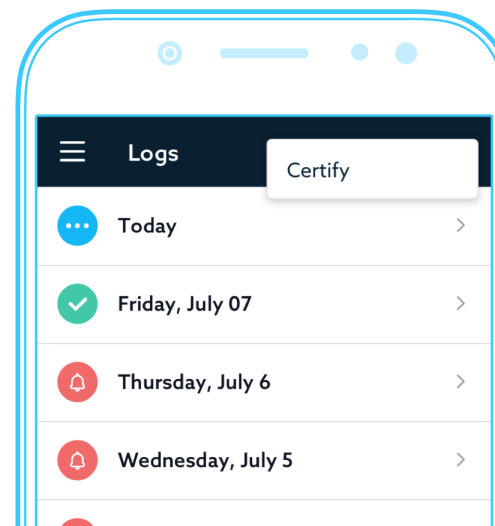 Logs
Certify
Today
Friday, July 07
Thursday, July 6
Wednesday, July 5